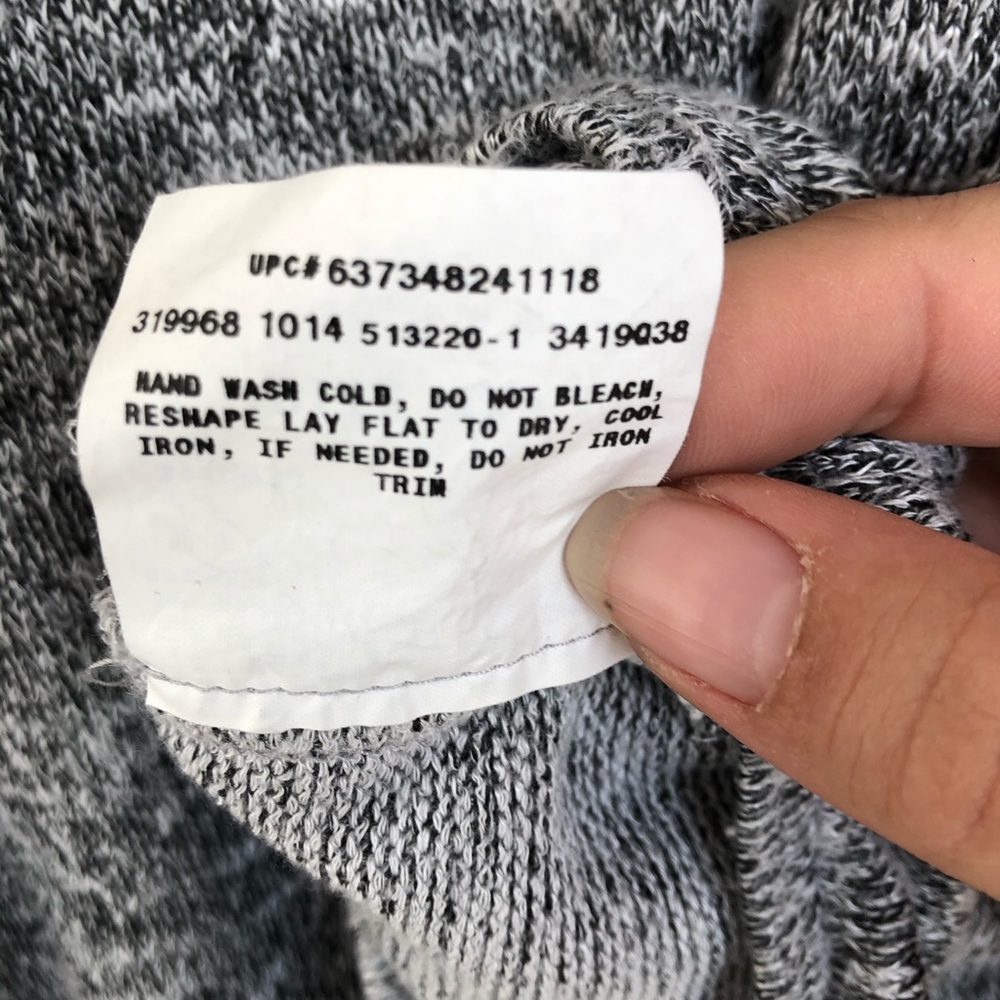 UPC# 637348241118
319968 1014 513220-1 3419Q38
HAND WASH COLD, DO NOT BLEACH,
RESHAPE LAY FLAT TO DRY, COOL
IRON, IF NEEDED, DO NOT IRON
TRIM